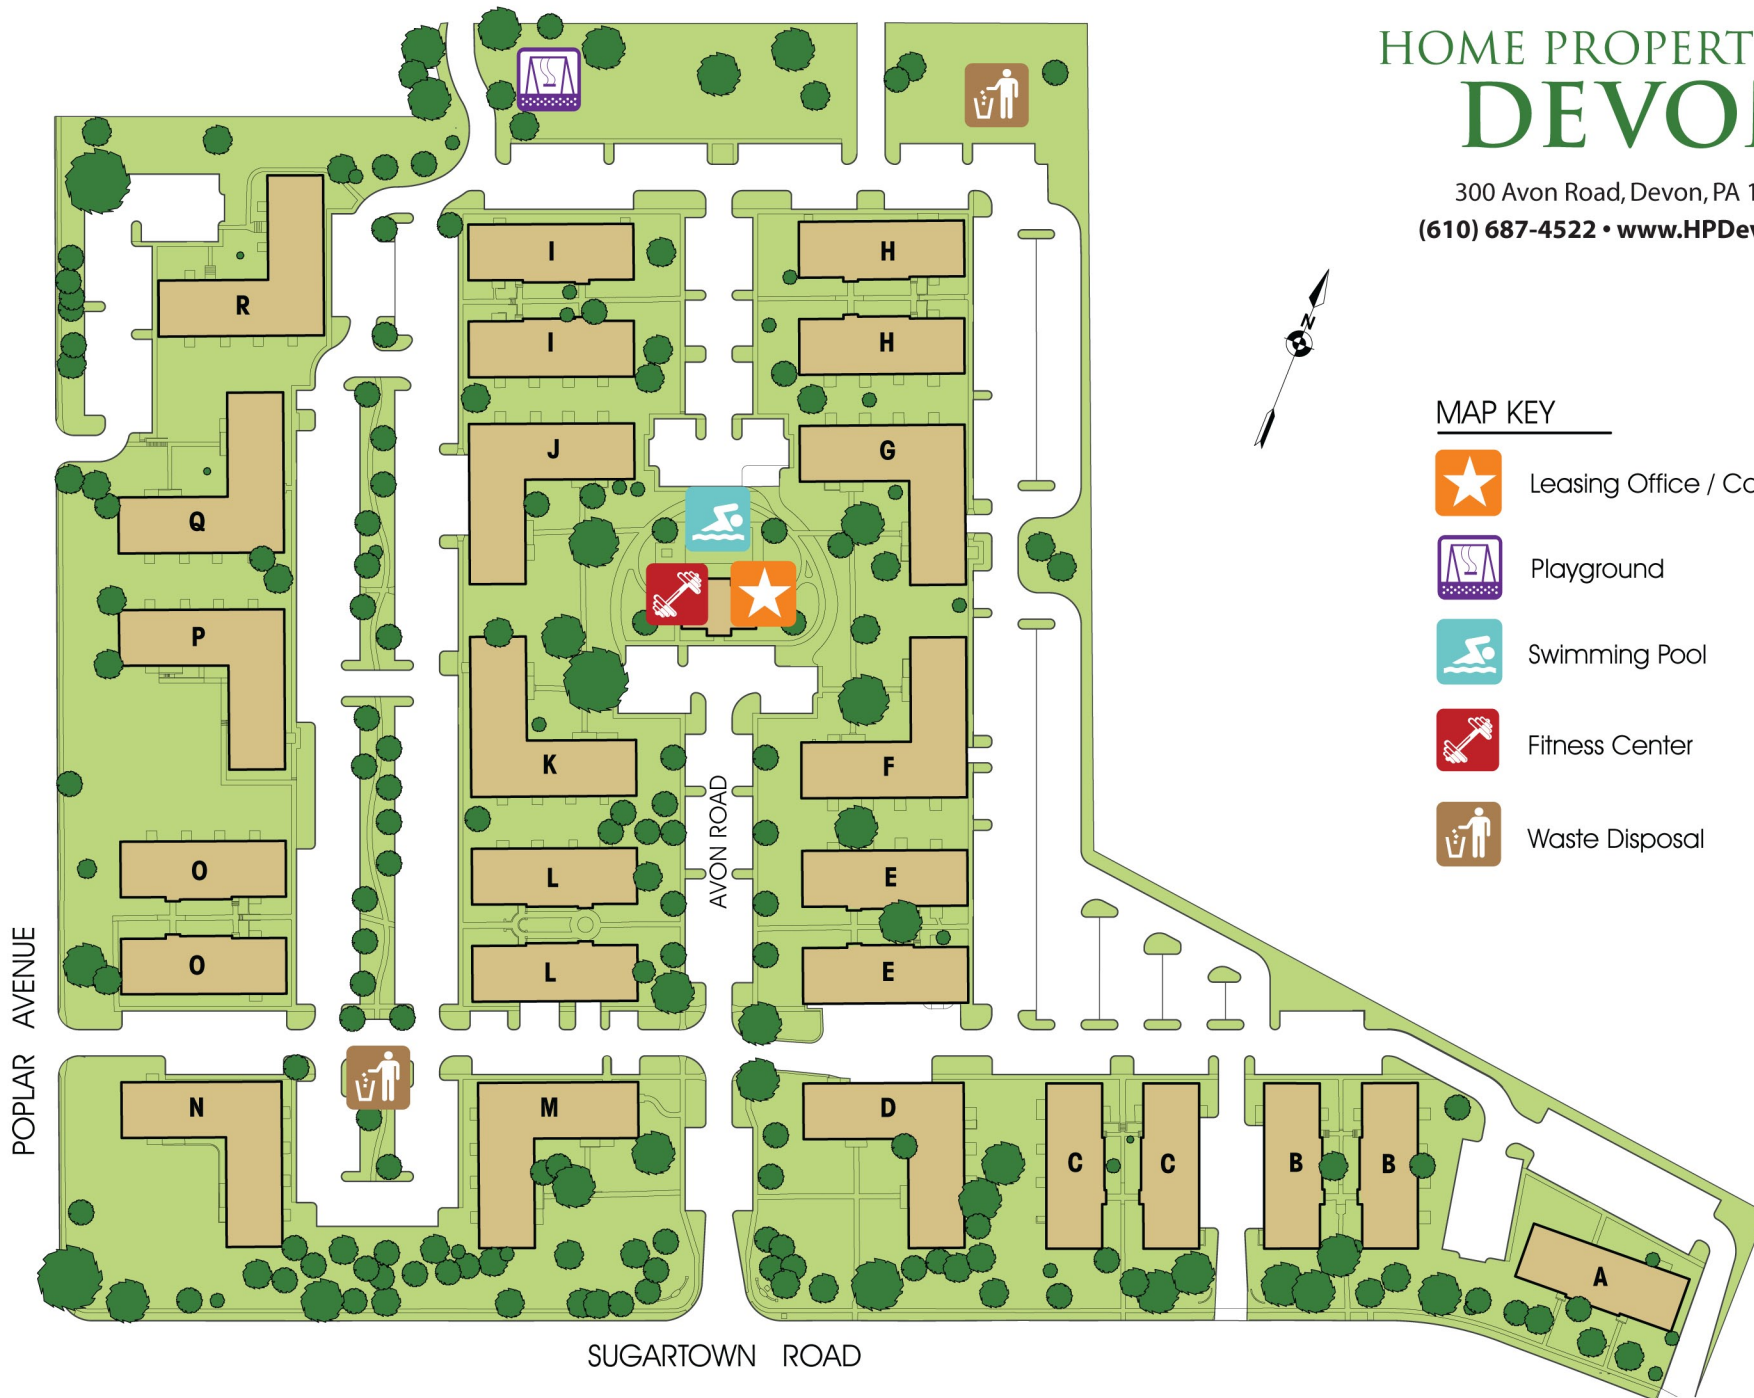 HOME PROPERT
DEVO
300 Avon Road, Devon, PA 1
(610) 687-4522 • www.HPDev
N
MAP KEY
Leasing Office / Co
Playground
Swimming Pool
Fitness Center
Waste Disposal
I
H
R
I
H
J
G
Q
P
K
F
AVON ROAD
O
L
E
O
L
E
POPLAR AVENUE
N
M
D
C
C
B
B
A
SUGARTOWN ROAD